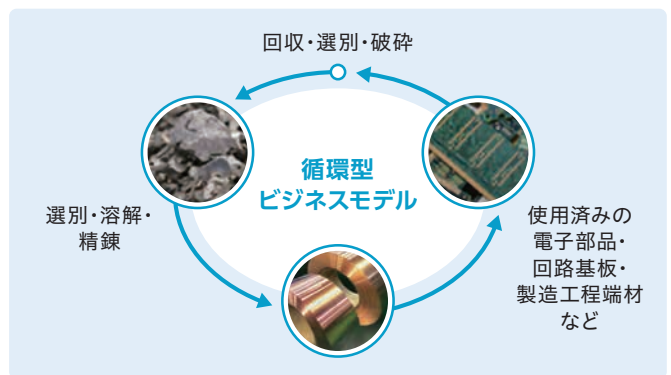 回収・選別・破砕
循環型
ビジネスモデル
選別・溶解・
精錬
使用済みの
電子部品・
回路基板・
製造工程端材
など